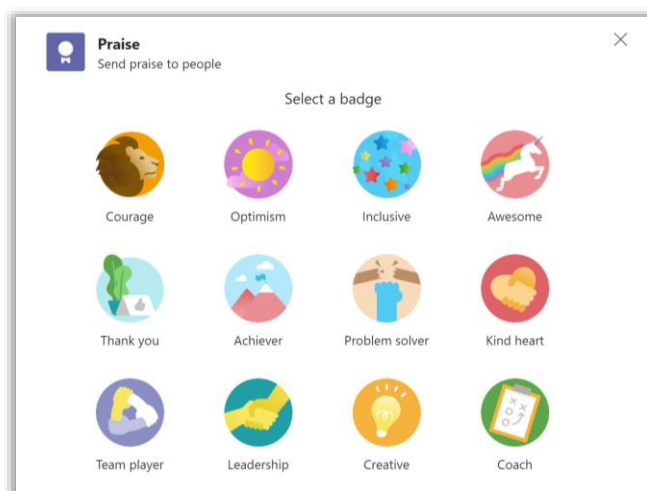 Praise
Send praise to people
Select a badge
Courage
Optimism
Inclusive
Awesome
Thank you
Achiever
Problem solver
Kind heart
Team player
Leadership
Creative
Coach